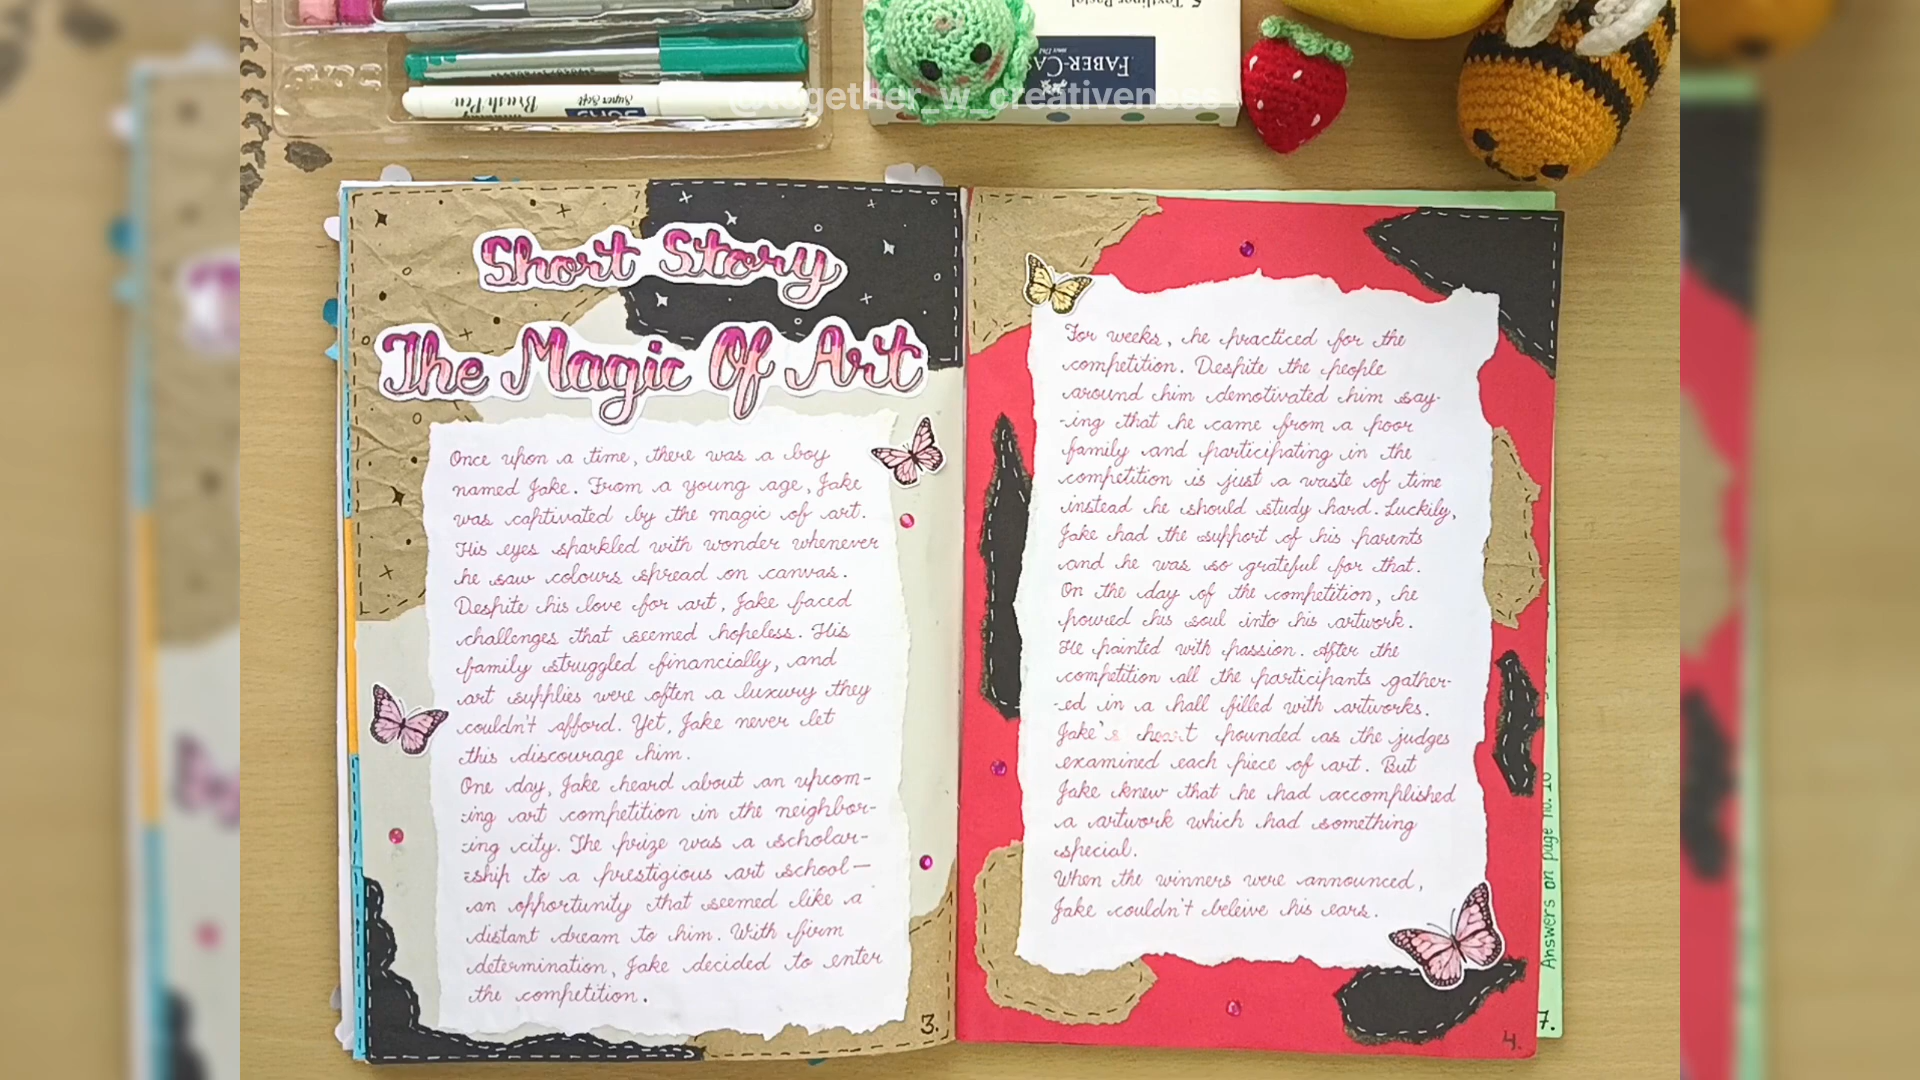 5 Textliner Pastel
FABER-CAS
since 1761
Super Soft
Brush Pen
@together_w_creativeness
Short Story
The Magic Of Art
Once upon a time, there was a boy
named Jake. From a young age, Jake
was captivated by the magic of art.
His eyes sparkled with wonder whenever
he saw colours spread on canvas.
Despite his love for art, Jake faced
challenges that seemed hopeless. His
family struggled financially, and
art supplies were often a luxury they
couldn't afford. Yet, Jake never let
this discourage him.
One day, Jake heard about an upcom-
-ing art competition in the neighbor-
-ing city. The prize was a scholar-
-ship to a prestigious art school—
an opportunity that seemed like a
distant dream to him. With firm
determination, Jake decided to enter
the competition.
3.
For weeks, he practiced for the
competition. Despite the people
around him demotivated him say-
-ing that he came from a poor
family and participating in the
competition is just a waste of time
instead he should study hard. Luckily,
Jake had the support of his parents
and he was so grateful for that.
On the day of the competition, he
poured his soul into his artwork.
He painted with passion. After the
competition all the participants gather-
-ed in a hall filled with artworks.
Jake's heart pounded as the judges
examined each piece of art. But
Jake knew that he had accomplished
a artwork which had something
special.
When the winners were announced,
Jake couldn't beleive his ears.
4.
Answers on page no. 10
7.